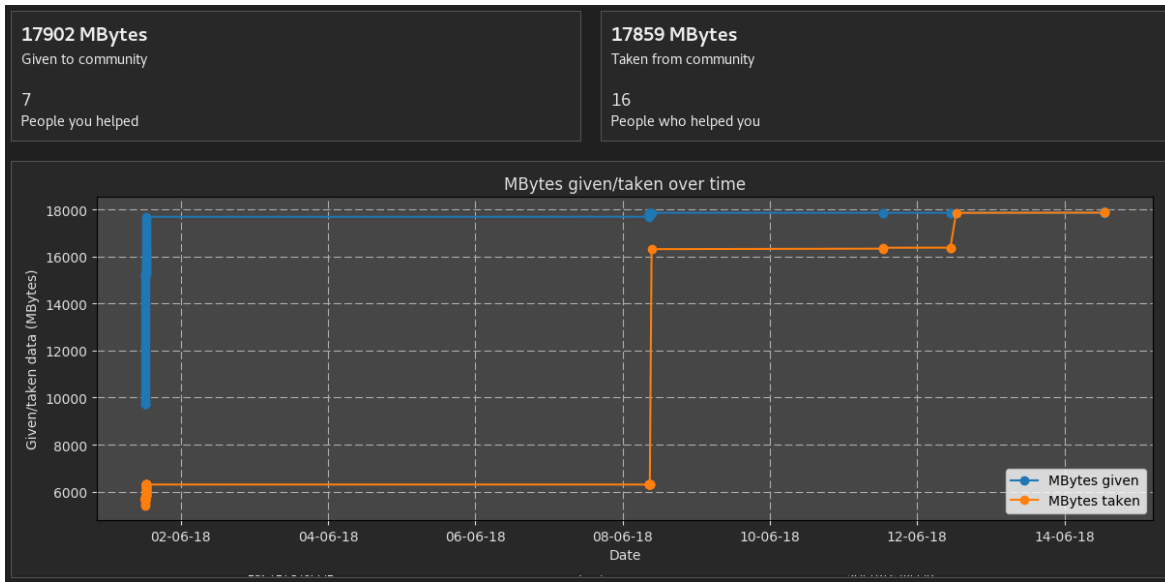 17902 MBytes
Given to community
7
People you helped
17859 MBytes
Taken from community
16
People who helped you
MBytes given/taken over time
Given/taken data (MBytes)
18000
16000
14000
12000
10000
8000
6000
MBytes given
MBytes taken
02-06-18
04-06-18
06-06-18
08-06-18
10-06-18
12-06-18
14-06-18
Date